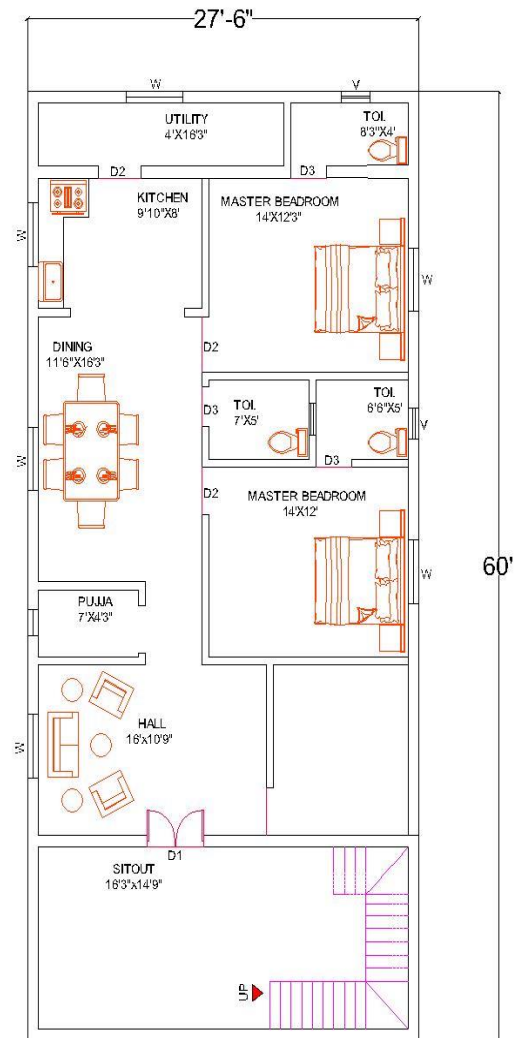 27'-6"
W
V
UTILITY
4'X16'3"
TOI.
8'3"X4'
D2
D3
KITCHEN
9'10"X8'
MASTER BEADROOM
14'X12'3"
W
W
DINING
11'6"X16'3"
D2
D3
TOI.
7'X5'
TOI.
6'6"X5'
V
D3
W
D2
MASTER BEADROOM
14'X12'
W
60'
PUJJA
7'X4'3"
W
HALL
16'x10'9"
W
D1
SITOUT
16'3"x14'9"
UP